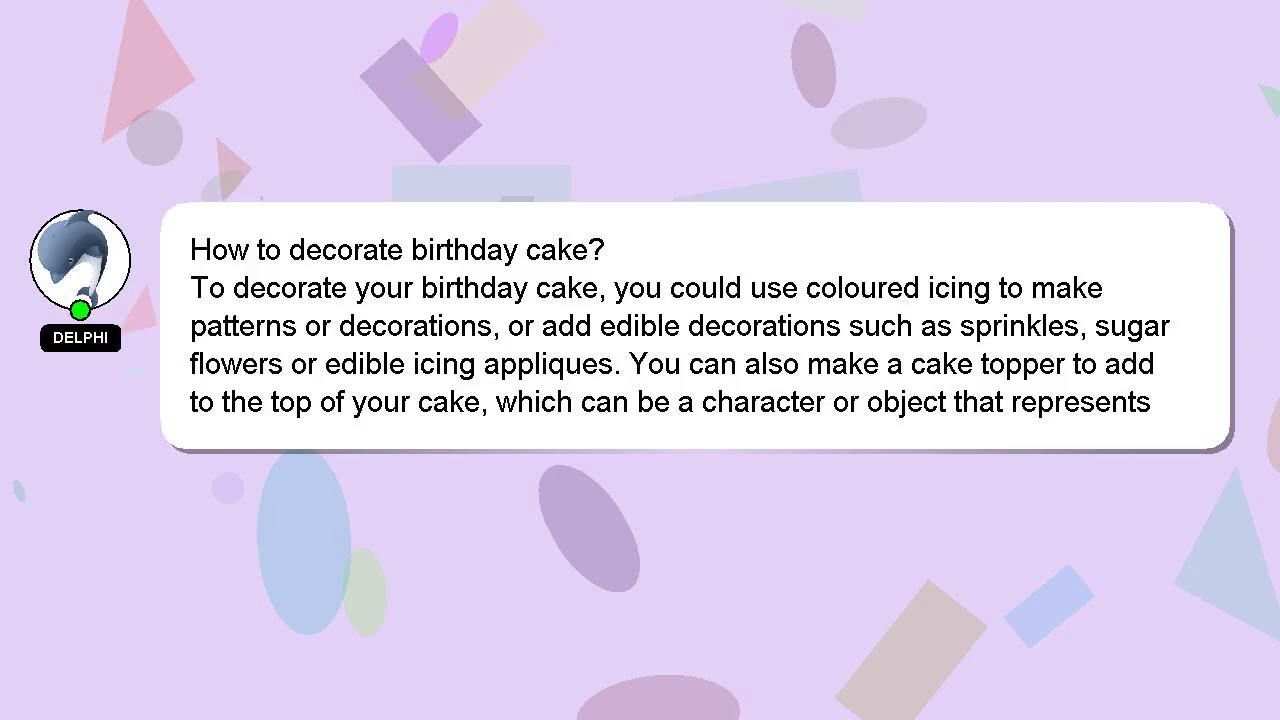 How to decorate birthday cake?
To decorate your birthday cake, you could use coloured icing to make
patterns or decorations, or add edible decorations such as sprinkles, sugar
flowers or edible icing appliques. You can also make a cake topper to add
to the top of your cake, which can be a character or object that represents
DELPHI